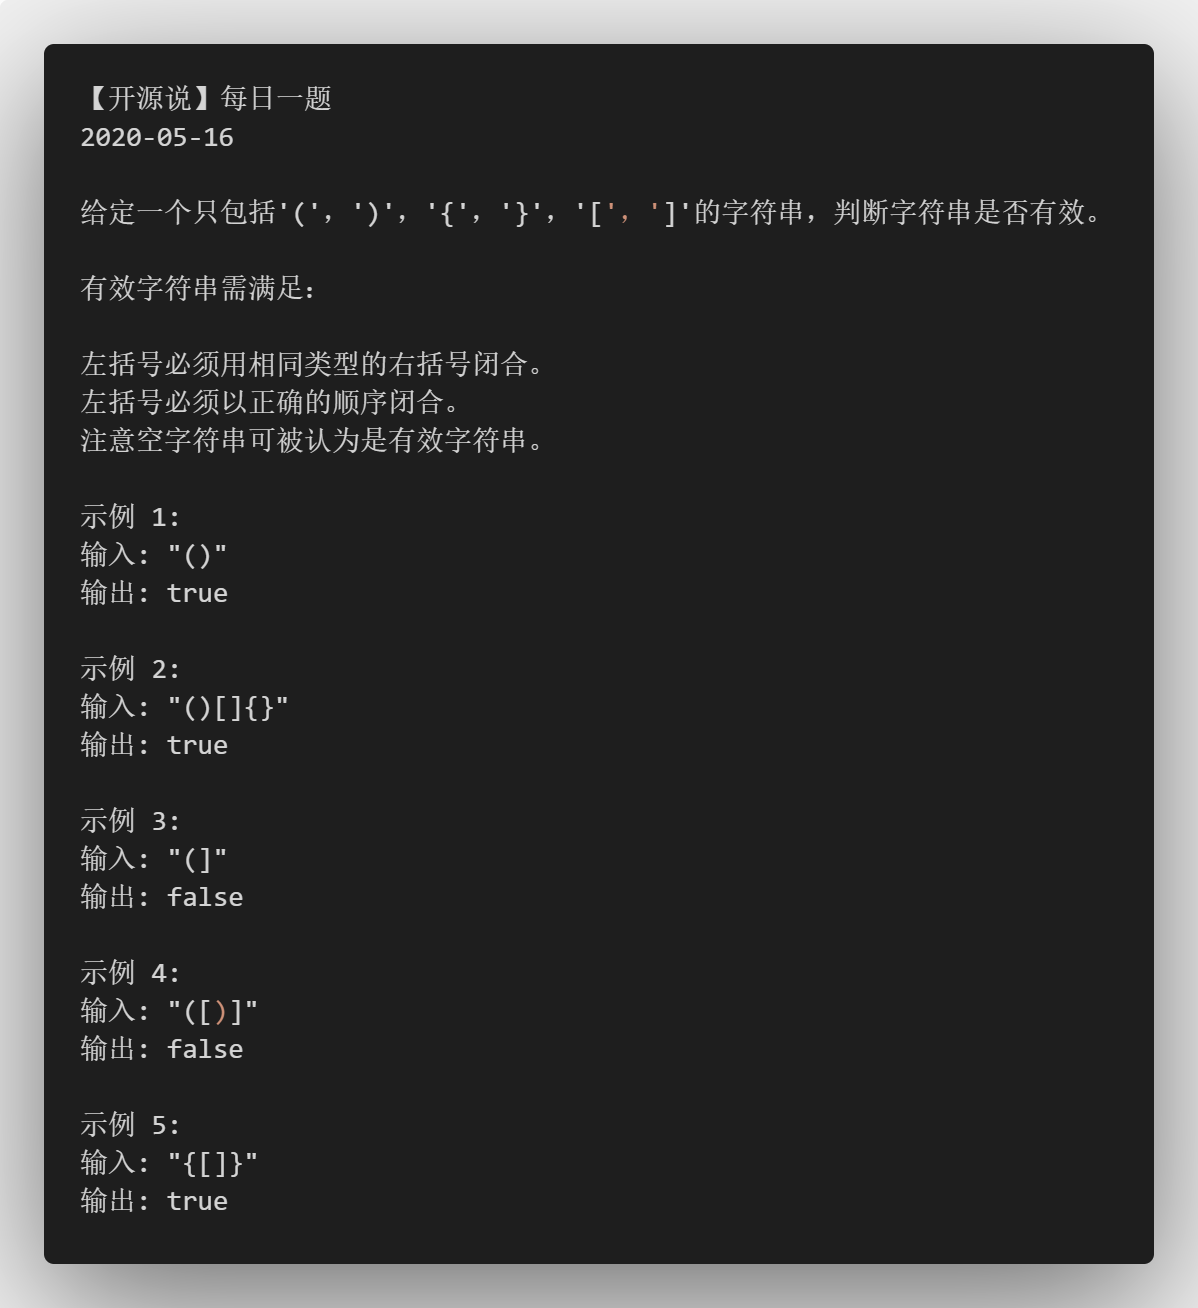 【开源说】每日一题
2020-05-16
给定一个只包括'(', ')', '{', '}', '[', ']'的字符串，判断字符串是否有效。
有效字符串需满足：
左括号必须用相同类型的右括号闭合。
左括号必须以正确的顺序闭合。
注意空字符串可被认为是有效字符串。
示例 1:
输入: "()"
输出: true
示例 2:
输入: "()[]{}"
输出: true
示例 3:
输入: "(]"
输出: false
示例 4:
输入: "([)]"
输出: false
示例 5:
输入: "{[]}"
输出: true